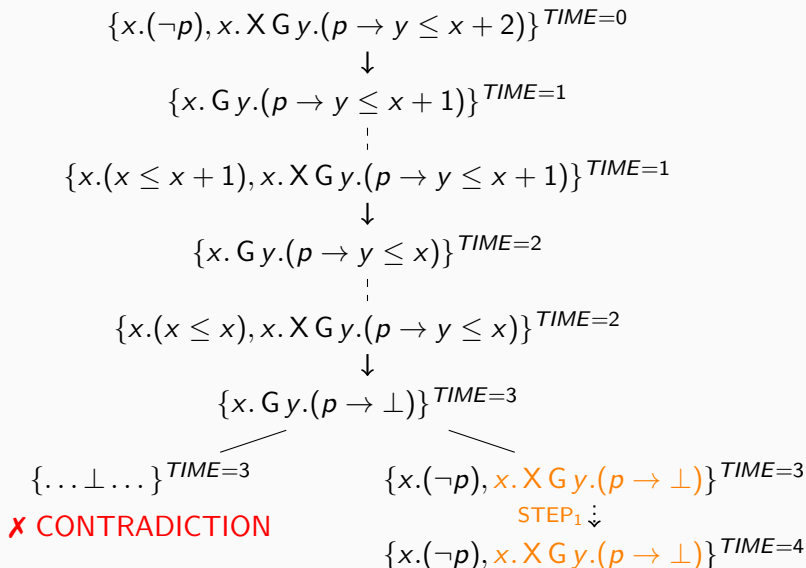 {x.(¬p), x. X G y.(p → y ≤ x + 2)}^{TIME=0}
{x. G y.(p → y ≤ x + 1)}^{TIME=1}
{x.(x ≤ x + 1), x. X G y.(p → y ≤ x + 1)}^{TIME=1}
{x. G y.(p → y ≤ x)}^{TIME=2}
{x.(x ≤ x), x. X G y.(p → y ≤ x)}^{TIME=2}
{x. G y.(p → ⊥)}^{TIME=3}
{... ⊥ ...}^{TIME=3}
✗ CONTRADICTION
{x.(¬p), x. X G y.(p → ⊥)}^{TIME=3}
STEP₁
{x.(¬p), x. X G y.(p → ⊥)}^{TIME=4}